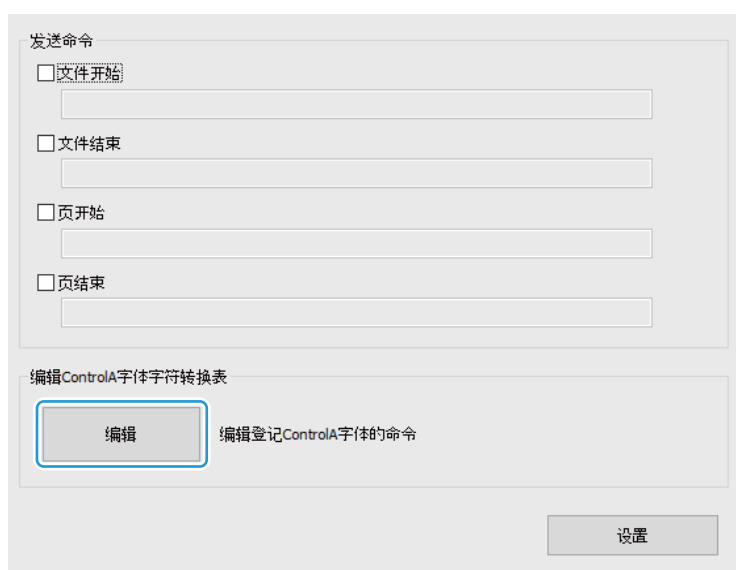 发送命令
文件开始
文件结束
页开始
页结束
编辑ControlA字体字符转换表
编辑 编辑登记ControlA字体的命令
设置